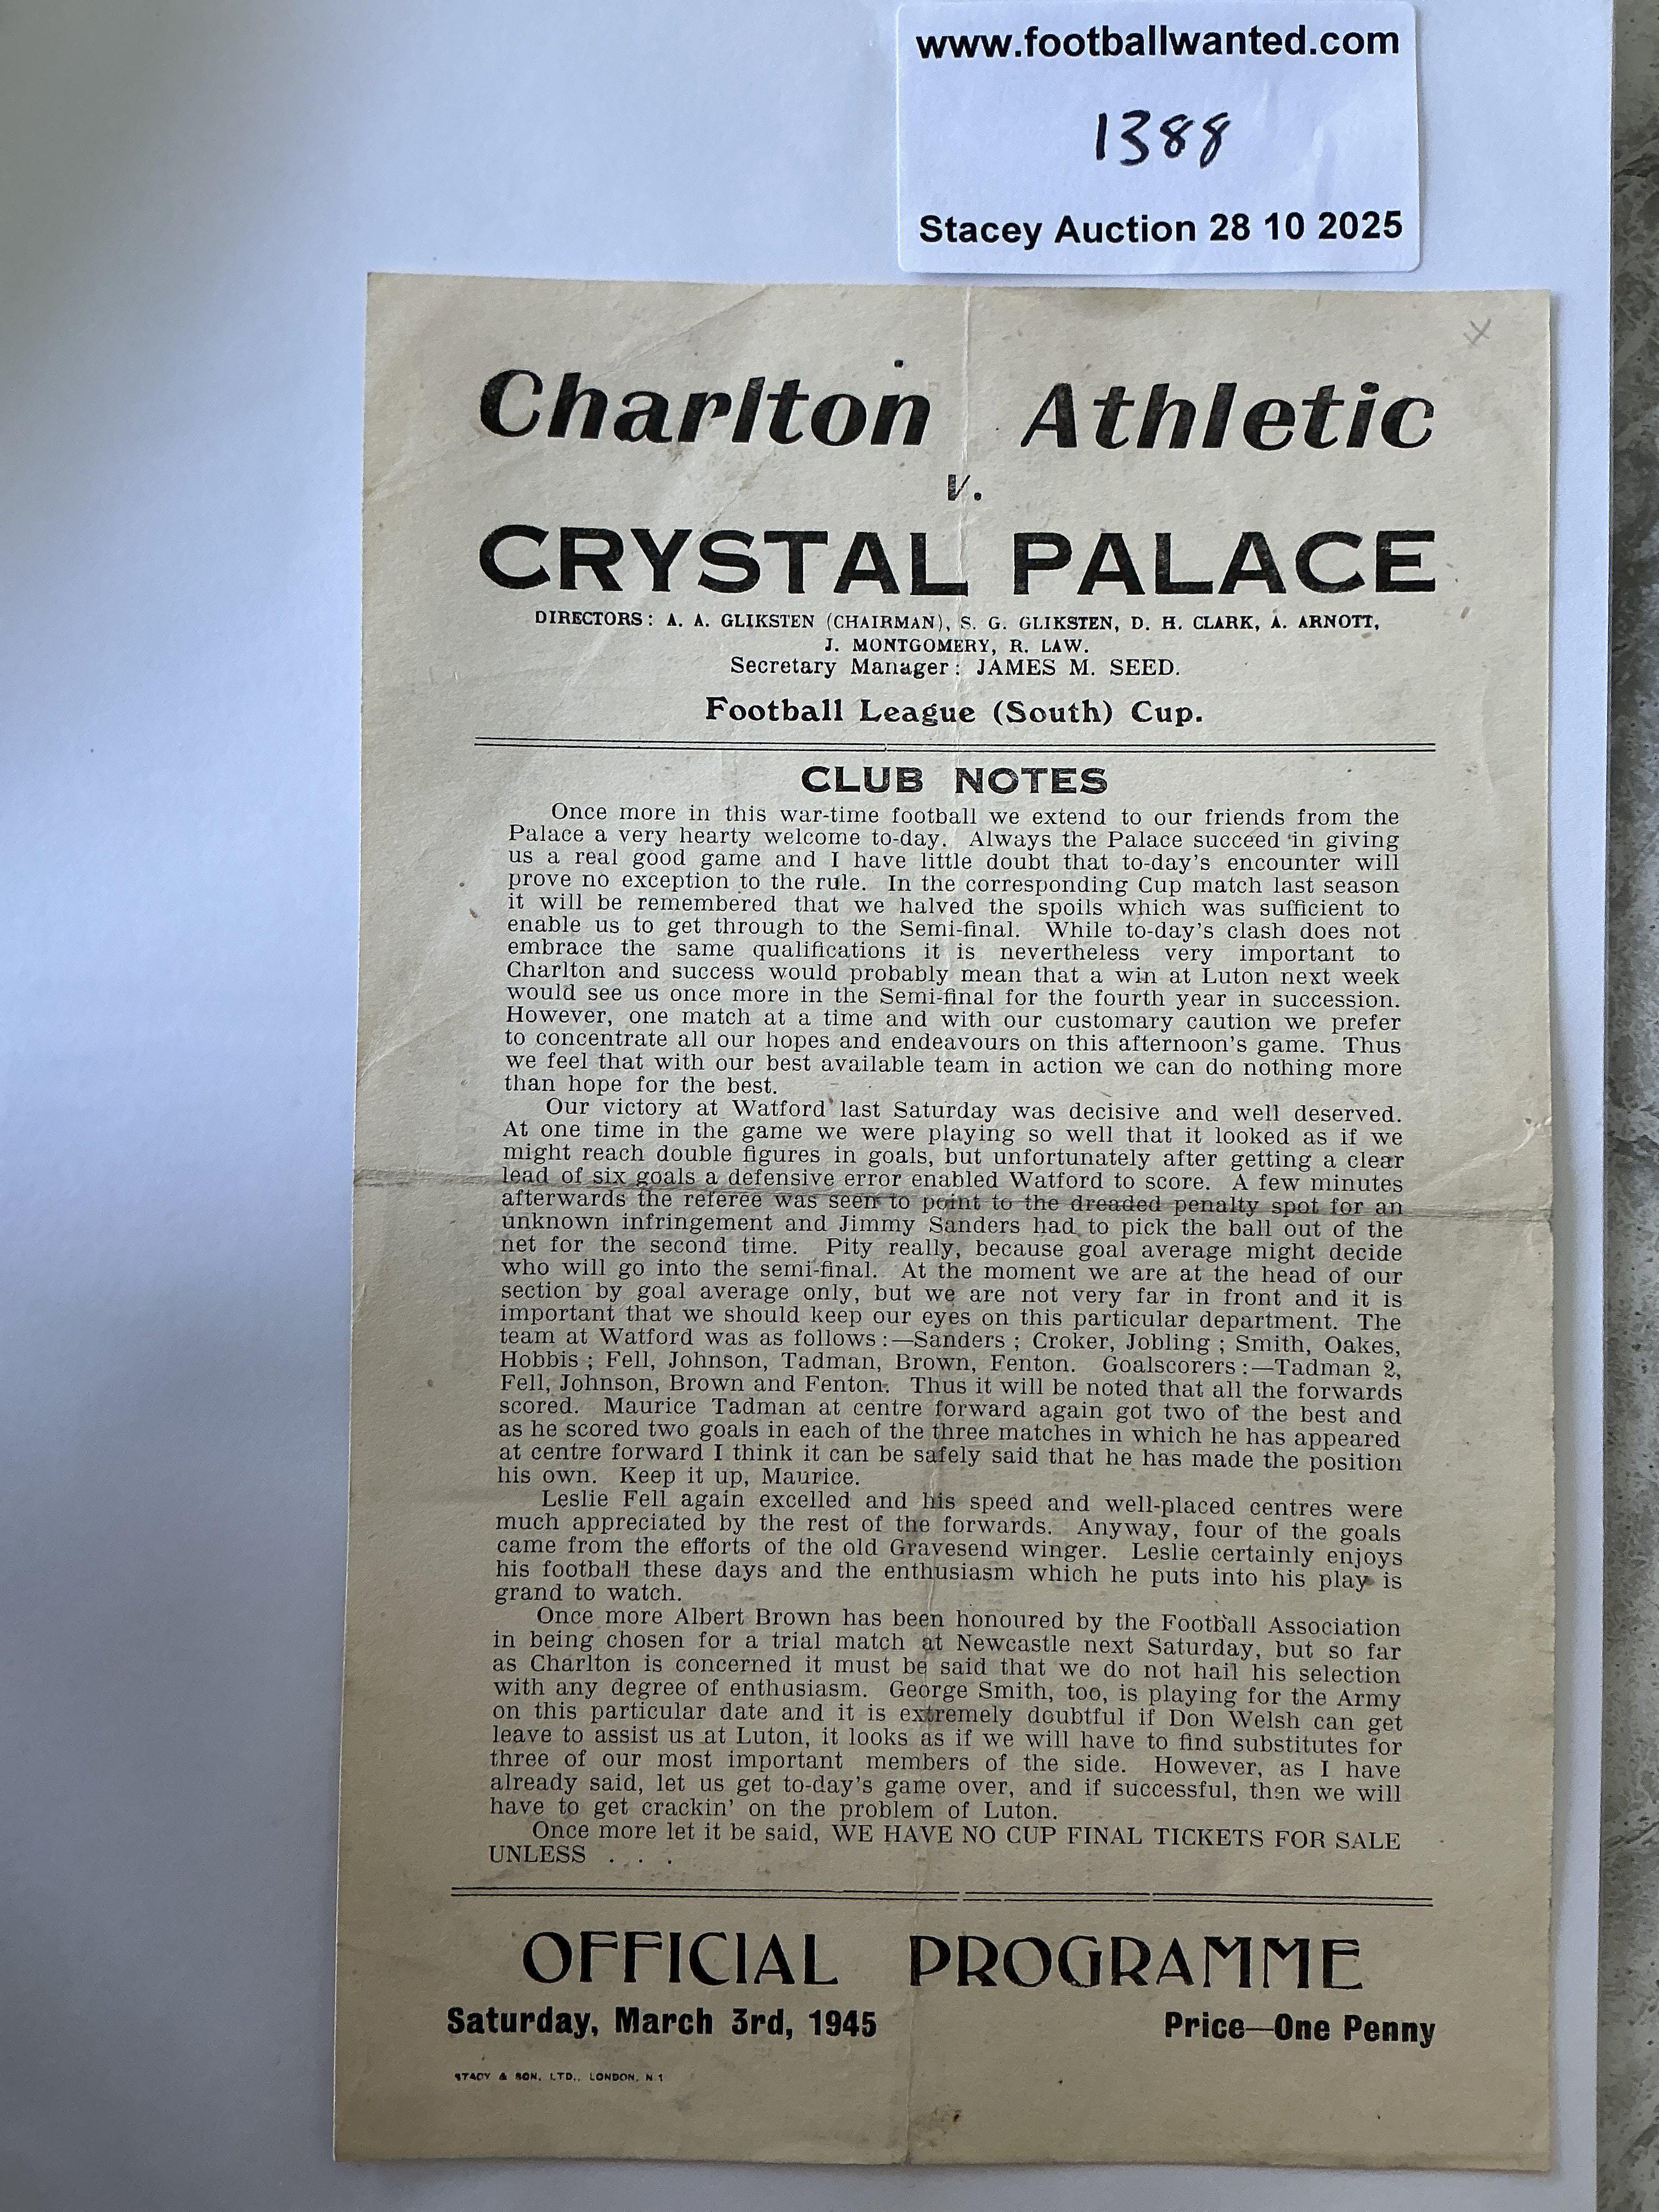 www.footballwanted.com
1388
Stacey Auction 28 10 2025
Charlton Athletic
v.
CRYSTAL PALACE
DIRECTORS: A. A. GLIKSTEN (CHAIRMAN), S. G. GLIKSTEN, D. H. CLARK, A. ARNOTT,
J. MONTGOMERY, R. LAW.
Secretary Manager: JAMES M. SEED.
Football League (South) Cup.
CLUB NOTES
Once more in this war-time football we extend to our friends from the
Palace a very hearty welcome to-day. Always the Palace succeed in giving
us a real good game and I have little doubt that to-day's encounter will
prove no exception to the rule. In the corresponding Cup match last season
it will be remembered that we halved the spoils which was sufficient to
enable us to get through to the Semi-final. While to-day's clash does not
embrace the same qualifications it is nevertheless very important to
Charlton and success would probably mean that a win at Luton next week
would see us once more in the Semi-final for the fourth year in succession.
However, one match at a time and with our customary caution we prefer
to concentrate all our hopes and endeavours on this afternoon's game. Thus
we feel that with our best available team in action we can do nothing more
than hope for the best.
Our victory at Watford last Saturday was decisive and well deserved.
At one time in the game we were playing so well that it looked as if we
might reach double figures in goals, but unfortunately after getting a clear
lead of six goals a defensive error enabled Watford to score. A few minutes
afterwards the referee was seen to point to the dreaded penalty spot for an
unknown infringement and Jimmy Sanders had to pick the ball out of the
net for the second time. Pity really, because goal average might decide
who will go into the semi-final. At the moment we are at the head of our
section by goal average only, but we are not very far in front and it is
important that we should keep our eyes on this particular department. The
team at Watford was as follows:—Sanders; Croker, Jobling; Smith, Oakes,
Hobbis; Fell, Johnson, Tadman, Brown, Fenton. Goalscorers:—Tadman 2,
Fell, Johnson, Brown and Fenton. Thus it will be noted that all the forwards
scored. Maurice Tadman at centre forward again got two of the best and
as he scored two goals in each of the three matches in which he has appeared
at centre forward I think it can be safely said that he has made the position
his own. Keep it up, Maurice.
Leslie Fell again excelled and his speed and well-placed centres were
much appreciated by the rest of the forwards. Anyway, four of the goals
came from the efforts of the old Gravesend winger. Leslie certainly enjoys
his football these days and the enthusiasm which he puts into his play is
grand to watch.
Once more Albert Brown has been honoured by the Football Association
in being chosen for a trial match at Newcastle next Saturday, but so far
as Charlton is concerned it must be said that we do not hail his selection
with any degree of enthusiasm. George Smith, too, is playing for the Army
on this particular date and it is extremely doubtful if Don Welsh can get
leave to assist us at Luton, it looks as if we will have to find substitutes for
three of our most important members of the side. However, as I have
already said, let us get to-day's game over, and if successful, then we will
have to get crackin' on the problem of Luton.
Once more let it be said, WE HAVE NO CUP FINAL TICKETS FOR SALE
UNLESS . . .
OFFICIAL PROGRAMME
Saturday, March 3rd, 1945 Price—One Penny
STACY & SON, LTD., LONDON, N.1